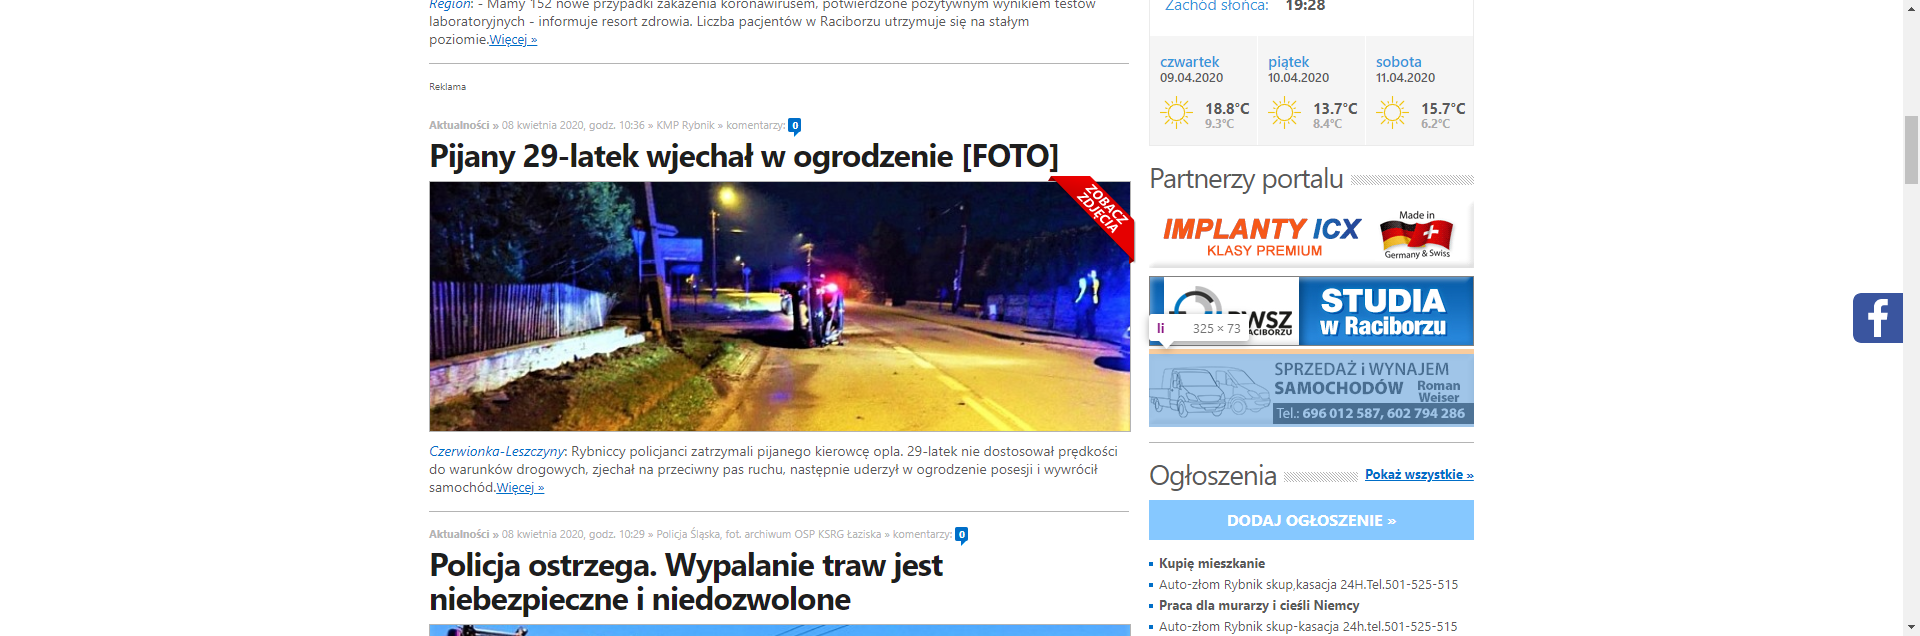 Region: - Mamy 152 nowe przypadki zakażenia koronawirusem, potwierdzone pozytywnym wynikiem testów
laboratoryjnych - informuje resort zdrowia. Liczba pacjentów w Raciborzu utrzymuje się na stałym
poziomie.Więcej »
Reklama
Aktualności » 08 kwietnia 2020, godz. 10:36 » KMP Rybnik » komentarzy: 0
Pijany 29-latek wjechał w ogrodzenie [FOTO]
ZOBACZ
ZDJĘCIA
Czerwionka-Leszczyny: Rybniccy policjanci zatrzymali pijanego kierowcę opla. 29-latek nie dostosował prędkości
do warunków drogowych, zjechał na przeciwny pas ruchu, następnie uderzył w ogrodzenie posesji i wywrócił
samochód.Więcej »
Aktualności » 08 kwietnia 2020, godz. 10:29 » Policja Śląska, fot. archiwum OSP KSRG Łaziska » komentarzy: 0
Policja ostrzega. Wypalanie traw jest
niebezpieczne i niedozwolone
Zachód słońca: 19:28
czwartek piątek sobota
09.04.2020 10.04.2020 11.04.2020
18.8°C 13.7°C 15.7°C
9.3°C 8.4°C 6.2°C
Partnerzy portalu
IMPLANTY ICX
KLASY PREMIUM
Made in
Germany & Swiss
STUDIA
w Raciborzu
li 325 × 73
SPRZEDAŻ i WYNAJEM
SAMOCHODÓW Roman
Weiser
Tel.: 696 012 587, 602 794 286
Ogłoszenia Pokaż wszystkie »
DODAJ OGŁOSZENIE »
Kupię mieszkanie
Auto-złom Rybnik skup,kasacja 24H.Tel.501-525-515
Praca dla murarzy i cieśli Niemcy
Auto-złom Rybnik skup-kasacja 24h.tel.501-525-515
f